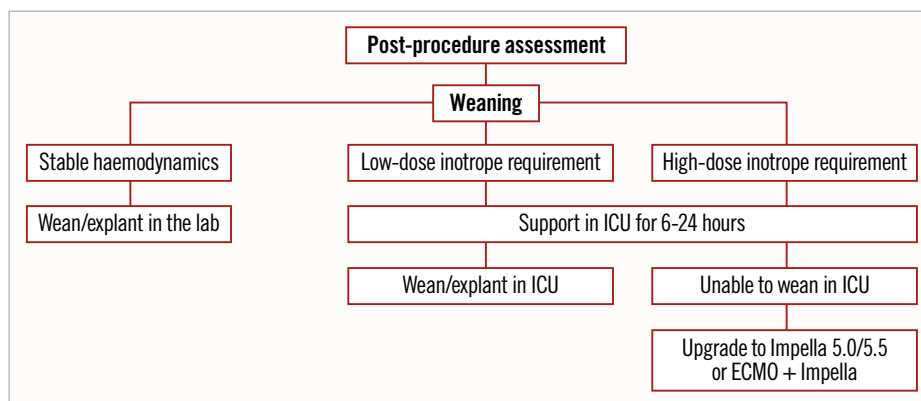 Post-procedure assessment
Weaning
Stable haemodynamics
Low-dose inotrope requirement
High-dose inotrope requirement
Wean/explant in the lab
Support in ICU for 6-24 hours
Wean/explant in ICU
Unable to wean in ICU
Upgrade to Impella 5.0/5.5
or ECMO + Impella